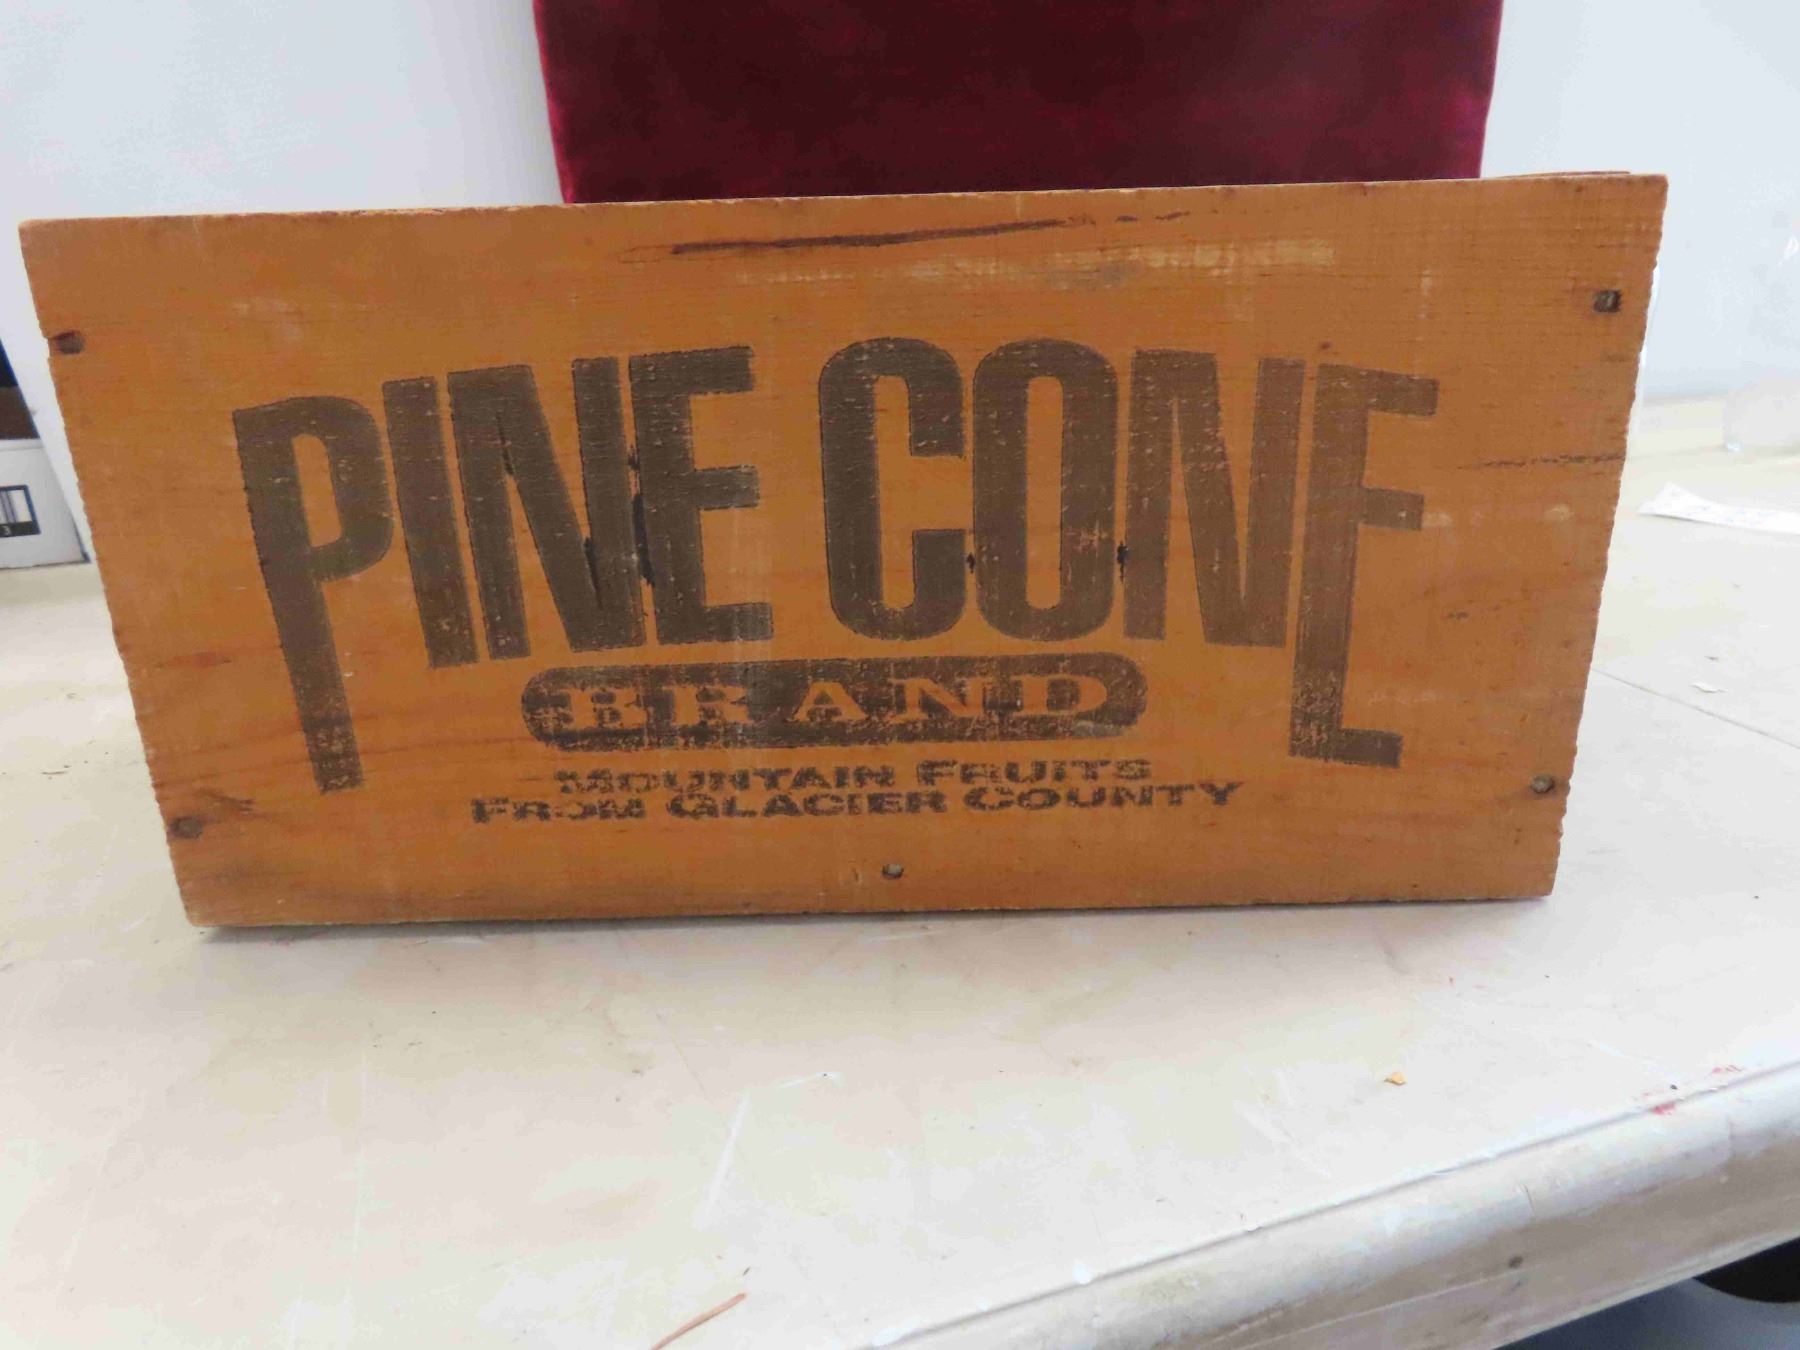 PINE CONE
BRAND
MOUNTAIN FRUITS
FROM GLACIER COUNTY